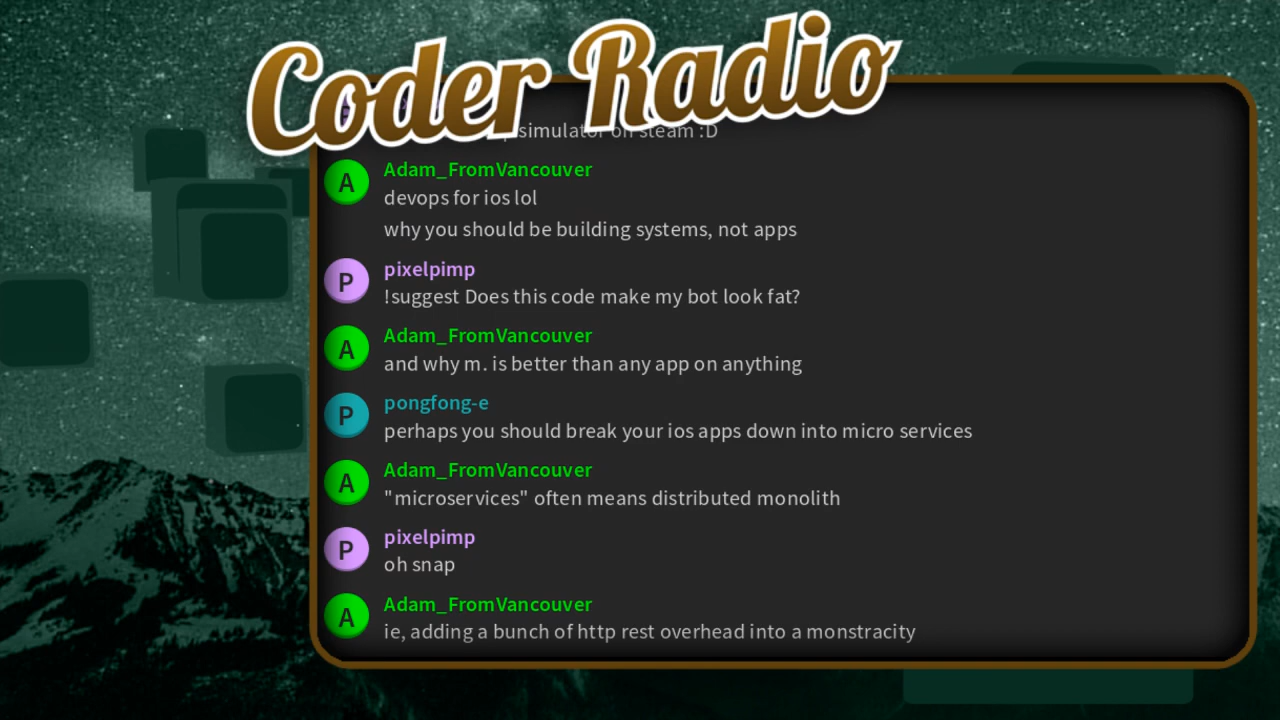 Coder Radio
simulator on steam :D
A
Adam_FromVancouver
devops for ios lol
why you should be building systems, not apps
P
pixelpimp
!suggest Does this code make my bot look fat?
A
Adam_FromVancouver
and why m. is better than any app on anything
P
pongfong-e
perhaps you should break your ios apps down into micro services
A
Adam_FromVancouver
"microservices" often means distributed monolith
P
pixelpimp
oh snap
A
Adam_FromVancouver
ie, adding a bunch of http rest overhead into a monstracity